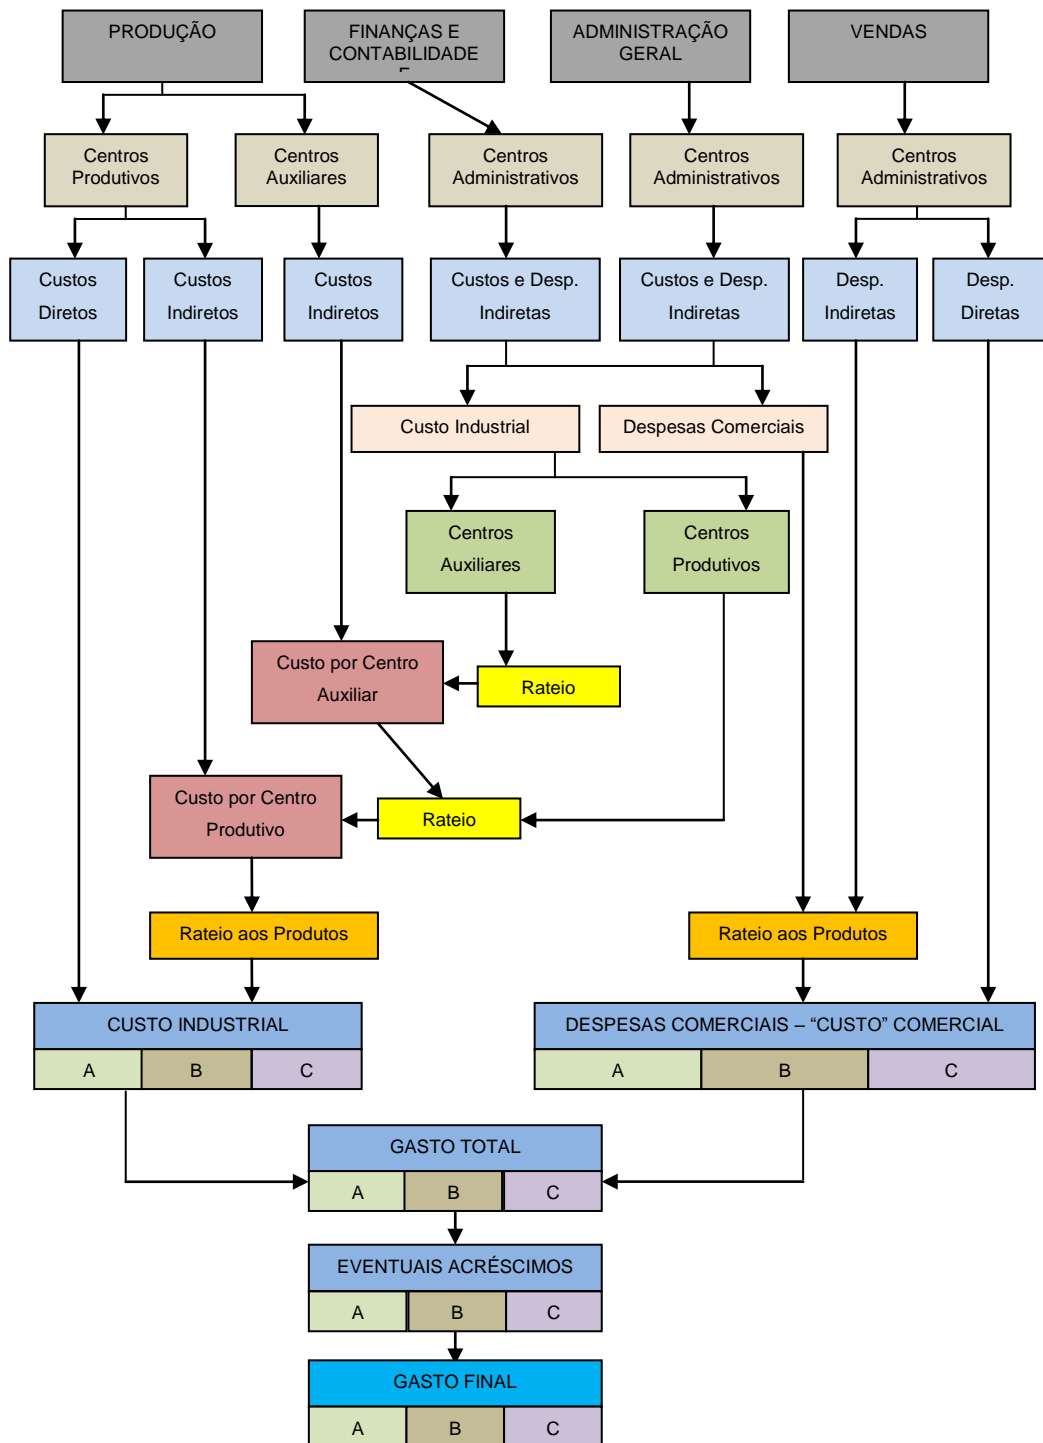 PRODUÇÃO
FINANÇAS E
CONTABILIDADE
ADMINISTRAÇÃO
GERAL
VENDAS
Centros
Produtivos
Centros
Auxiliares
Centros
Administrativos
Centros
Administrativos
Centros
Administrativos
Custos
Diretos
Custos
Indiretos
Custos
Indiretos
Custos e Desp.
Indiretas
Custos e Desp.
Indiretas
Desp.
Indiretas
Desp.
Diretas
Custo Industrial
Despesas Comerciais
Centros
Auxiliares
Centros
Produtivos
Custo por Centro
Auxiliar
Rateio
Custo por Centro
Produtivo
Rateio
Rateio aos Produtos
Rateio aos Produtos
CUSTO INDUSTRIAL
A B C
DESPESAS COMERCIAIS – “CUSTO” COMERCIAL
A B C
GASTO TOTAL
A B C
EVENTUAIS ACRÉSCIMOS
A B C
GASTO FINAL
A B C